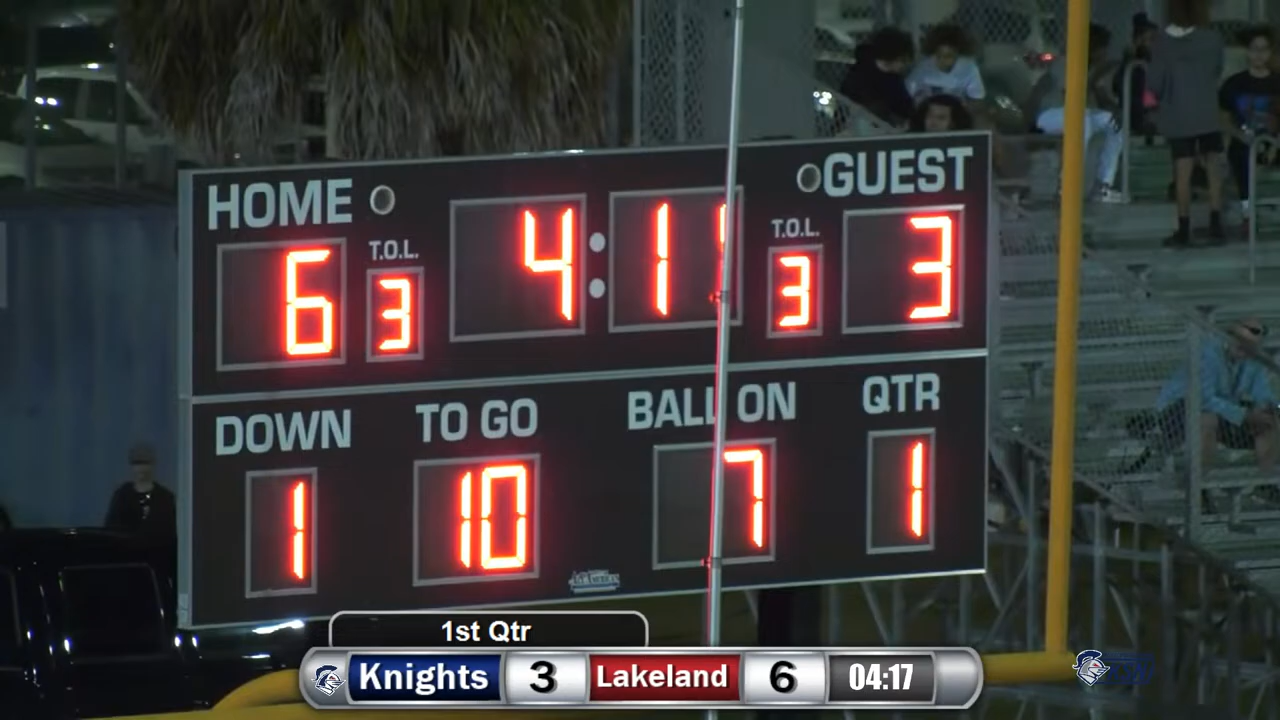 HOME GUEST
T.O.L. T.O.L.
6 3 4:1 3 3
DOWN TO GO BALL ON QTR
1 10 7 1
1st Qtr
Knights 3 Lakeland 6 04:17